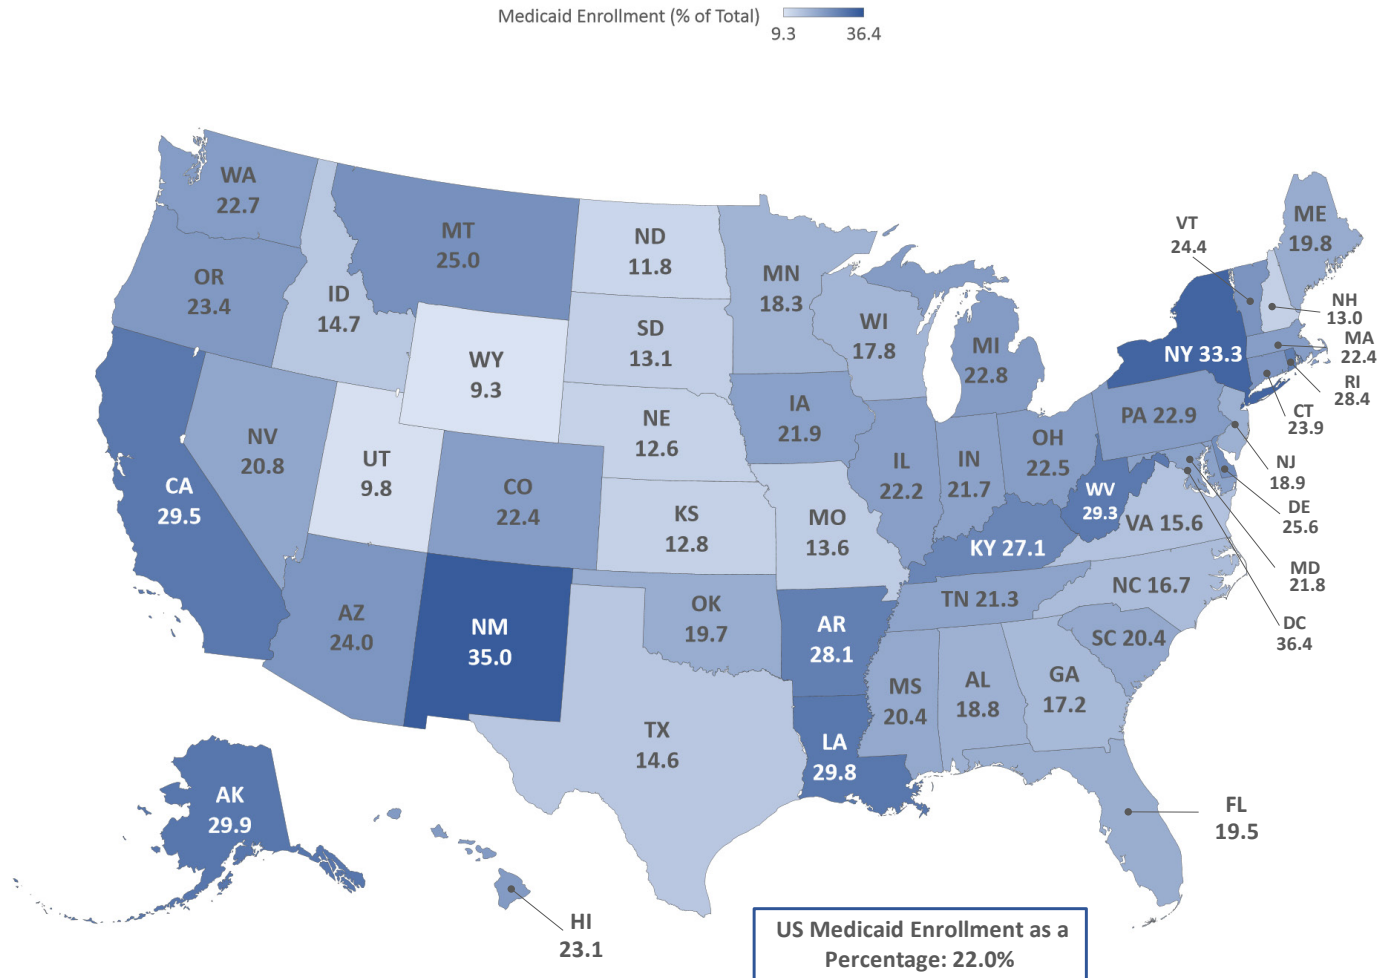 Medicaid Enrollment (% of Total)
9.3 36.4
WA
22.7
OR
23.4
CA
29.5
NV
20.8
ID
14.7
MT
25.0
WY
9.3
UT
9.8
CO
22.4
AZ
24.0
NM
35.0
ND
11.8
SD
13.1
NE
12.6
KS
12.8
OK
19.7
TX
14.6
MN
18.3
IA
21.9
MO
13.6
AR
28.1
LA
29.8
WI
17.8
IL
22.2
MI
22.8
IN
21.7
OH
22.5
KY 27.1
TN 21.3
MS
20.4
AL
18.8
GA
17.2
FL
19.5
SC 20.4
NC 16.7
VA 15.6
WV
29.3
PA 22.9
NY 33.3
VT
24.4
ME
19.8
NH
13.0
MA
22.4
RI
28.4
CT
23.9
NJ
18.9
DE
25.6
MD
21.8
DC
36.4
AK
29.9
HI
23.1
US Medicaid Enrollment as a
Percentage: 22.0%